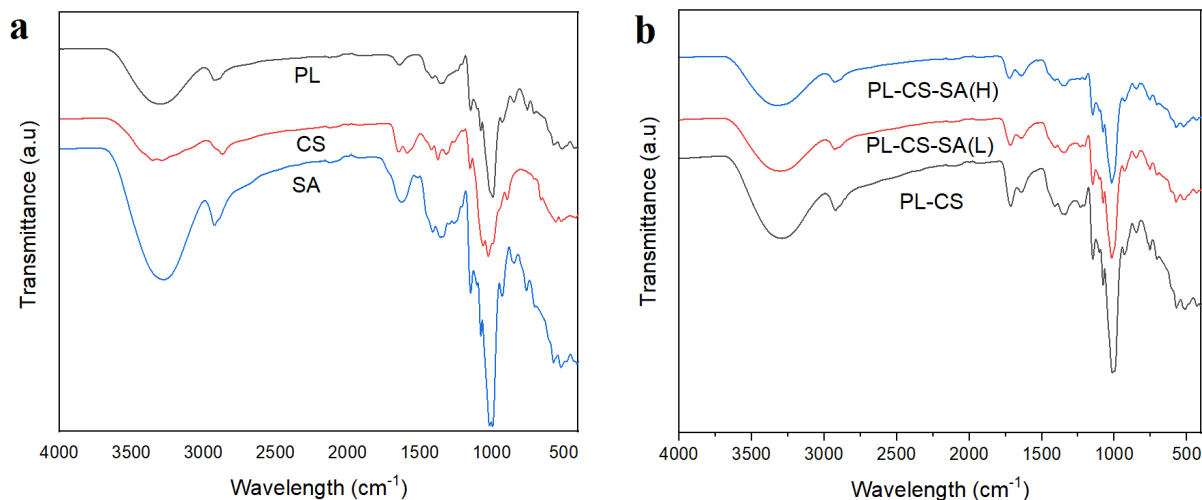 a
PL
CS
SA
Transmittance (a.u)
4000 3500 3000 2500 2000 1500 1000 500
Wavelength (cm-1)
b
PL-CS-SA(H)
PL-CS-SA(L)
PL-CS
Transmittance (a.u)
4000 3500 3000 2500 2000 1500 1000 500
Wavelength (cm-1)